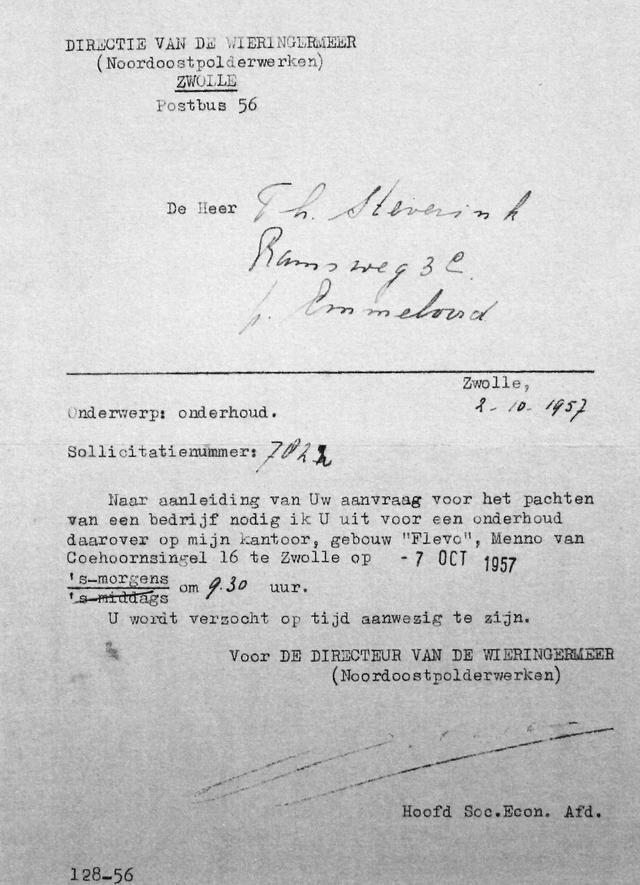 DIRECTIE VAN DE WIERINGERMEER
(Noordoostpolderwerken)
ZWOLLE
Postbus 56
De Heer Th. Steverink
Ramsweg 3 C.
p. Emmeloord
Zwolle,
2-10-1957
Onderwerp: onderhoud.
Sollicitatienummer: 702
Naar aanleiding van Uw aanvraag voor het pachten
van een bedrijf nodig ik U uit voor een onderhoud
daarover op mijn kantoor, gebouw "Flevo", Menno van
Coehoornsingel 16 te Zwolle op - 7 OCT 1957
's-morgens
's-middags om 9.30 uur.
U wordt verzocht op tijd aanwezig te zijn.
Voor DE DIRECTEUR VAN DE WIERINGERMEER
(Noordoostpolderwerken)
Hoofd Soc.Econ. Afd.
128-56